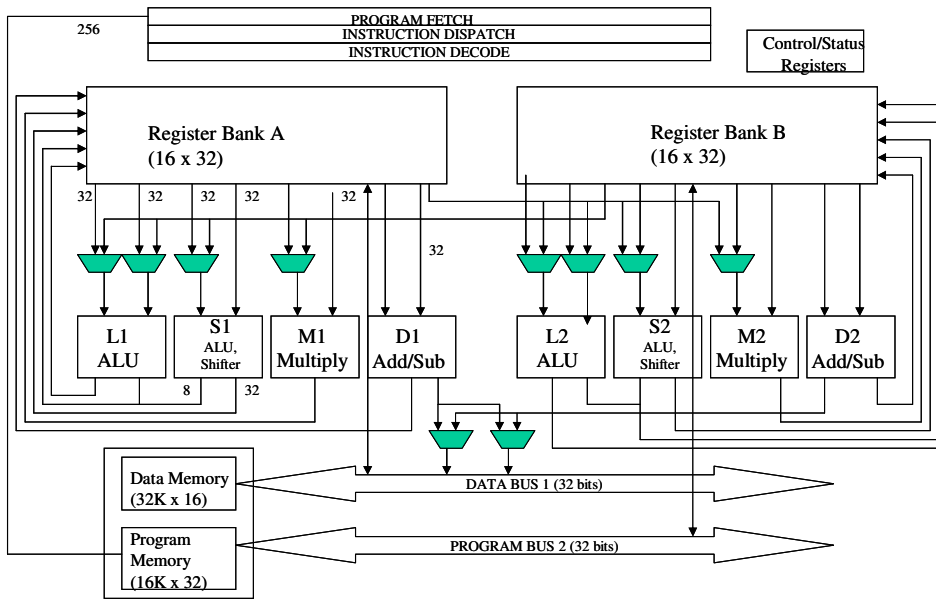 PROGRAM FETCH
256
INSTRUCTION DISPATCH
INSTRUCTION DECODE
Control/Status
Registers
Register Bank A
(16 x 32)
Register Bank B
(16 x 32)
32
32
32
32
32
32
L1
ALU
S1
ALU,
Shifter
M1
Multiply
D1
Add/Sub
L2
ALU
S2
ALU,
Shifter
M2
Multiply
D2
Add/Sub
8
32
Data Memory
(32K x 16)
DATA BUS 1 (32 bits)
Program
Memory
(16K x 32)
PROGRAM BUS 2 (32 bits)